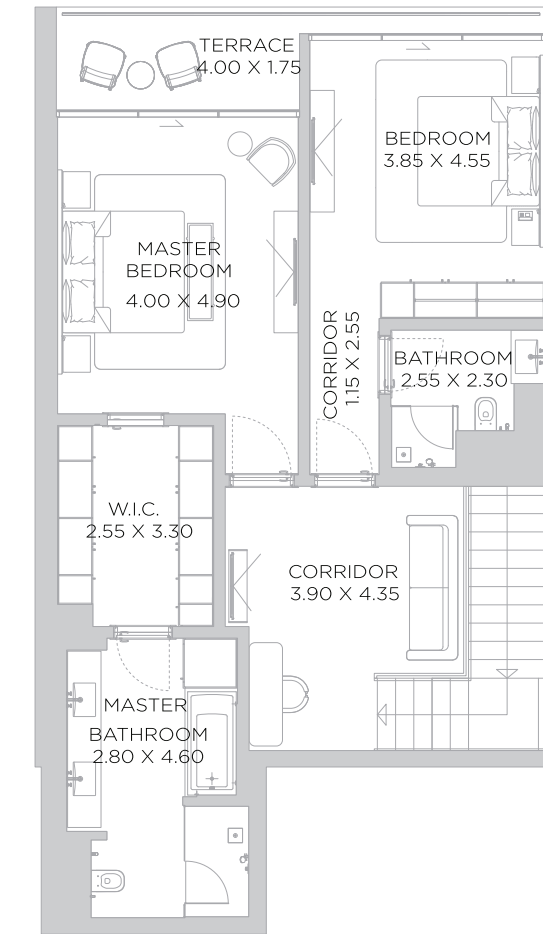 TERRACE
4.00 X 1.75
BEDROOM
3.85 X 4.55
MASTER
BEDROOM
4.00 X 4.90
CORRIDOR
1.15 X 2.55
BATHROOM
2.55 X 2.30
W.I.C.
2.55 X 3.30
CORRIDOR
3.90 X 4.35
MASTER
BATHROOM
2.80 X 4.60